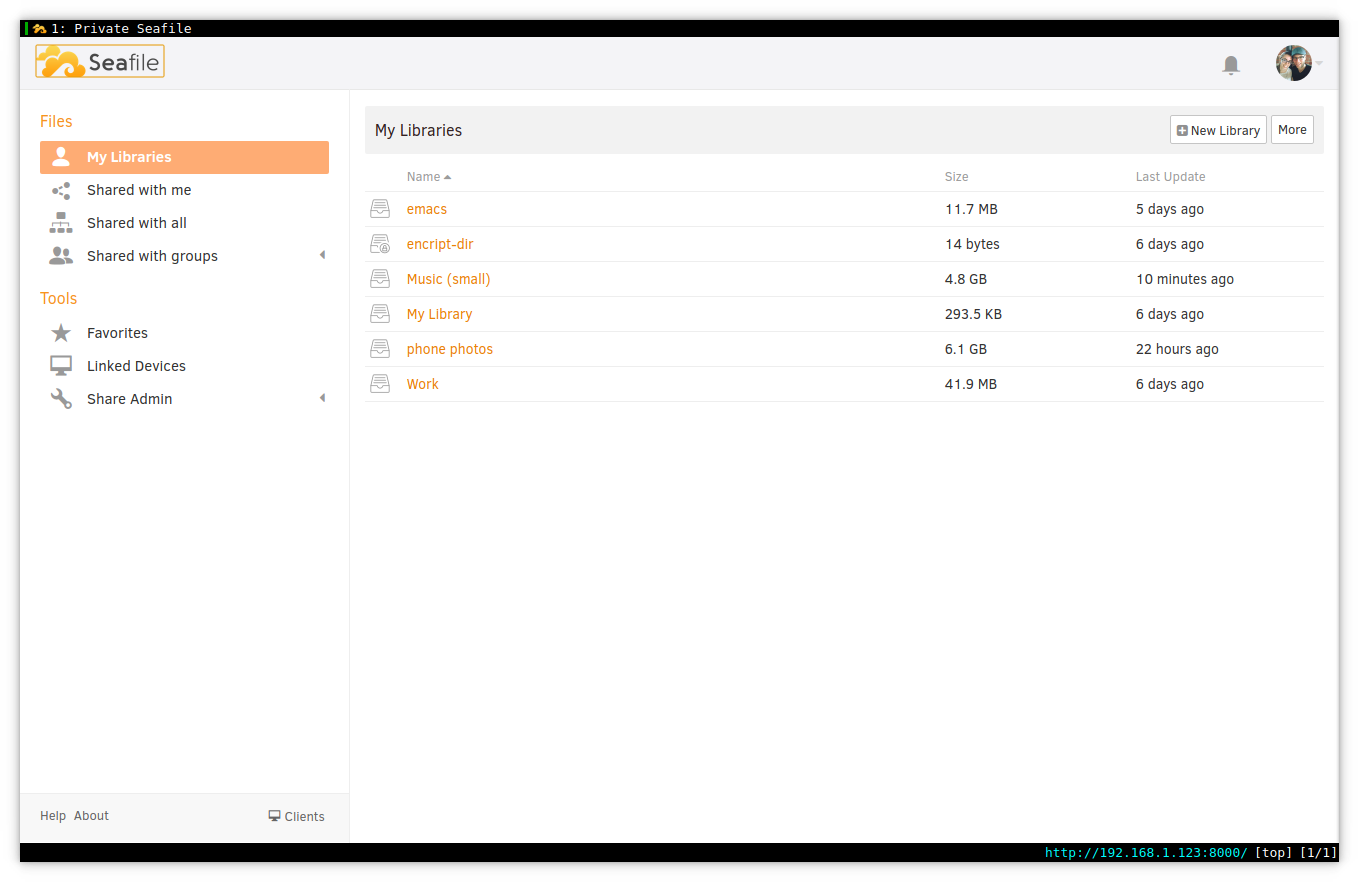 1: Private Seafile
Seafile
Files
My Libraries
Shared with me
Shared with all
Shared with groups
Tools
Favorites
Linked Devices
Share Admin
Help About
Clients
My Libraries
New Library More
Name Size Last Update
emacs 11.7 MB 5 days ago
encript-dir 14 bytes 6 days ago
Music (small) 4.8 GB 10 minutes ago
My Library 293.5 KB 6 days ago
phone photos 6.1 GB 22 hours ago
Work 41.9 MB 6 days ago
http://192.168.1.123:8000/ [top] [1/1]